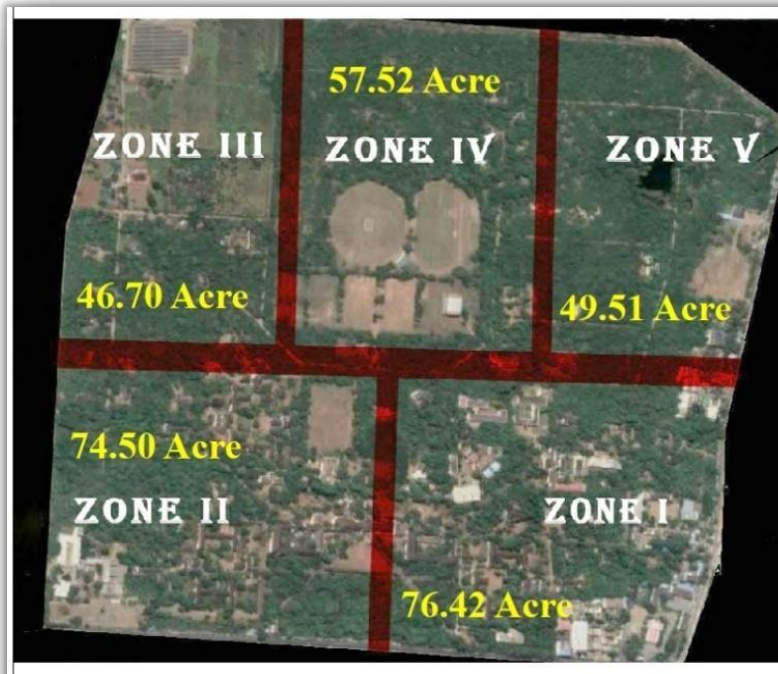 57.52 Acre
ZONE III
ZONE IV
ZONE V
46.70 Acre
49.51 Acre
74.50 Acre
ZONE II
ZONE I
76.42 Acre